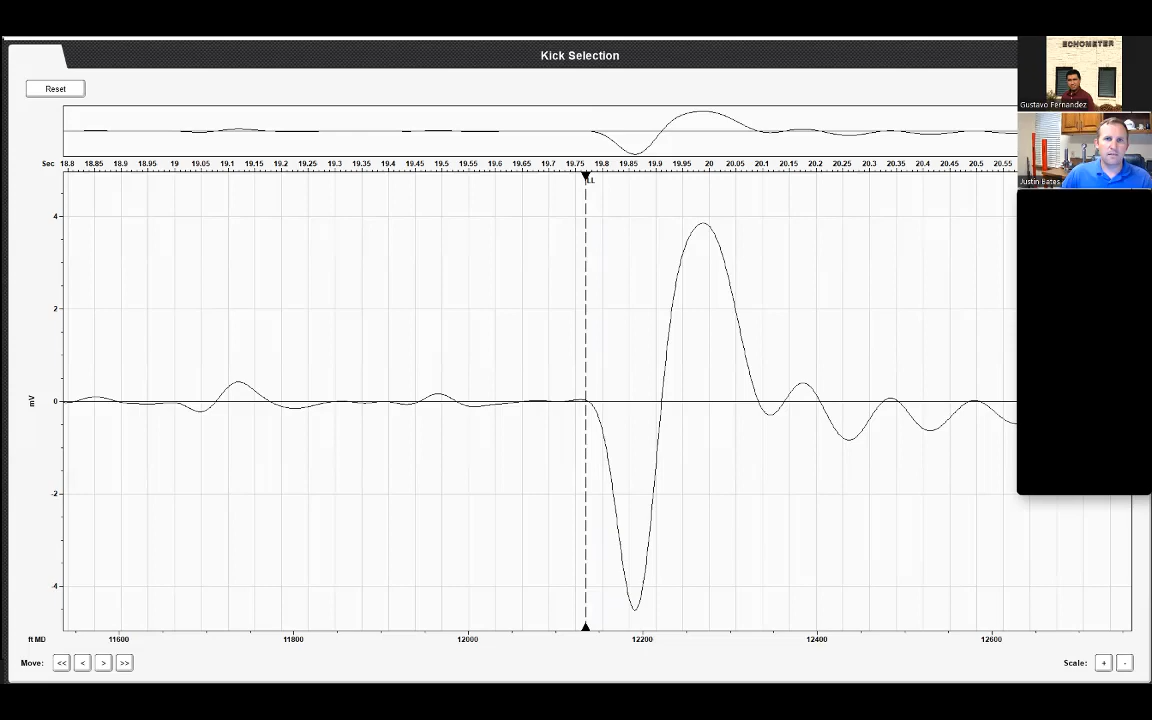 Kick Selection
ECHOMETER
Reset
Gustavo Fernandez
Sec 18.8 18.85 18.9 18.95 19 19.05 19.1 19.15 19.2 19.25 19.3 19.35 19.4 19.45 19.5 19.55 19.6 19.65 19.7 19.75 19.8 19.85 19.9 19.95 20 20.05 20.1 20.15 20.2 20.25 20.3 20.35 20.4 20.45 20.5 20.55
LL
Justin Bates
4
2
0
mV
-2
-4
ft MD 11600 11800 12000 12200 12400 12600
Move: << < > >>
Scale: + -